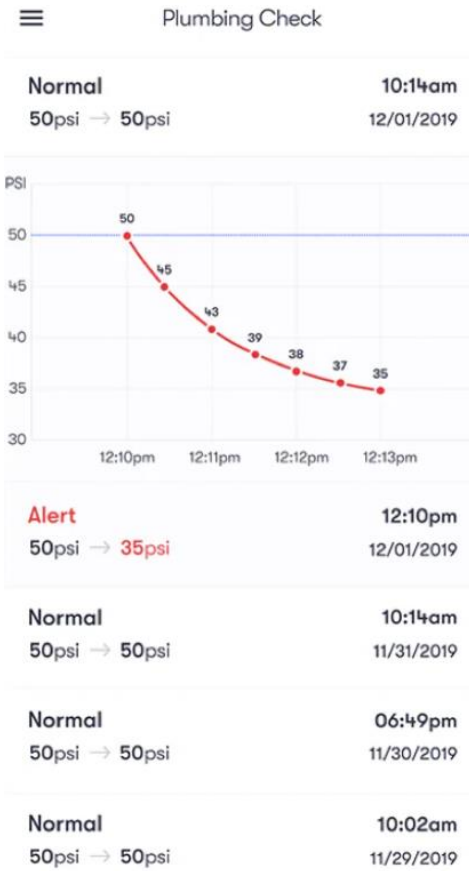 Plumbing Check
Normal 10:14am
50psi → 50psi 12/01/2019
PSI
50
45
40
35
30
50
45
43
39
38
37
35
12:10pm 12:11pm 12:12pm 12:13pm
Alert 12:10pm
50psi → 35psi 12/01/2019
Normal 10:14am
50psi → 50psi 11/31/2019
Normal 06:49pm
50psi → 50psi 11/30/2019
Normal 10:02am
50psi → 50psi 11/29/2019